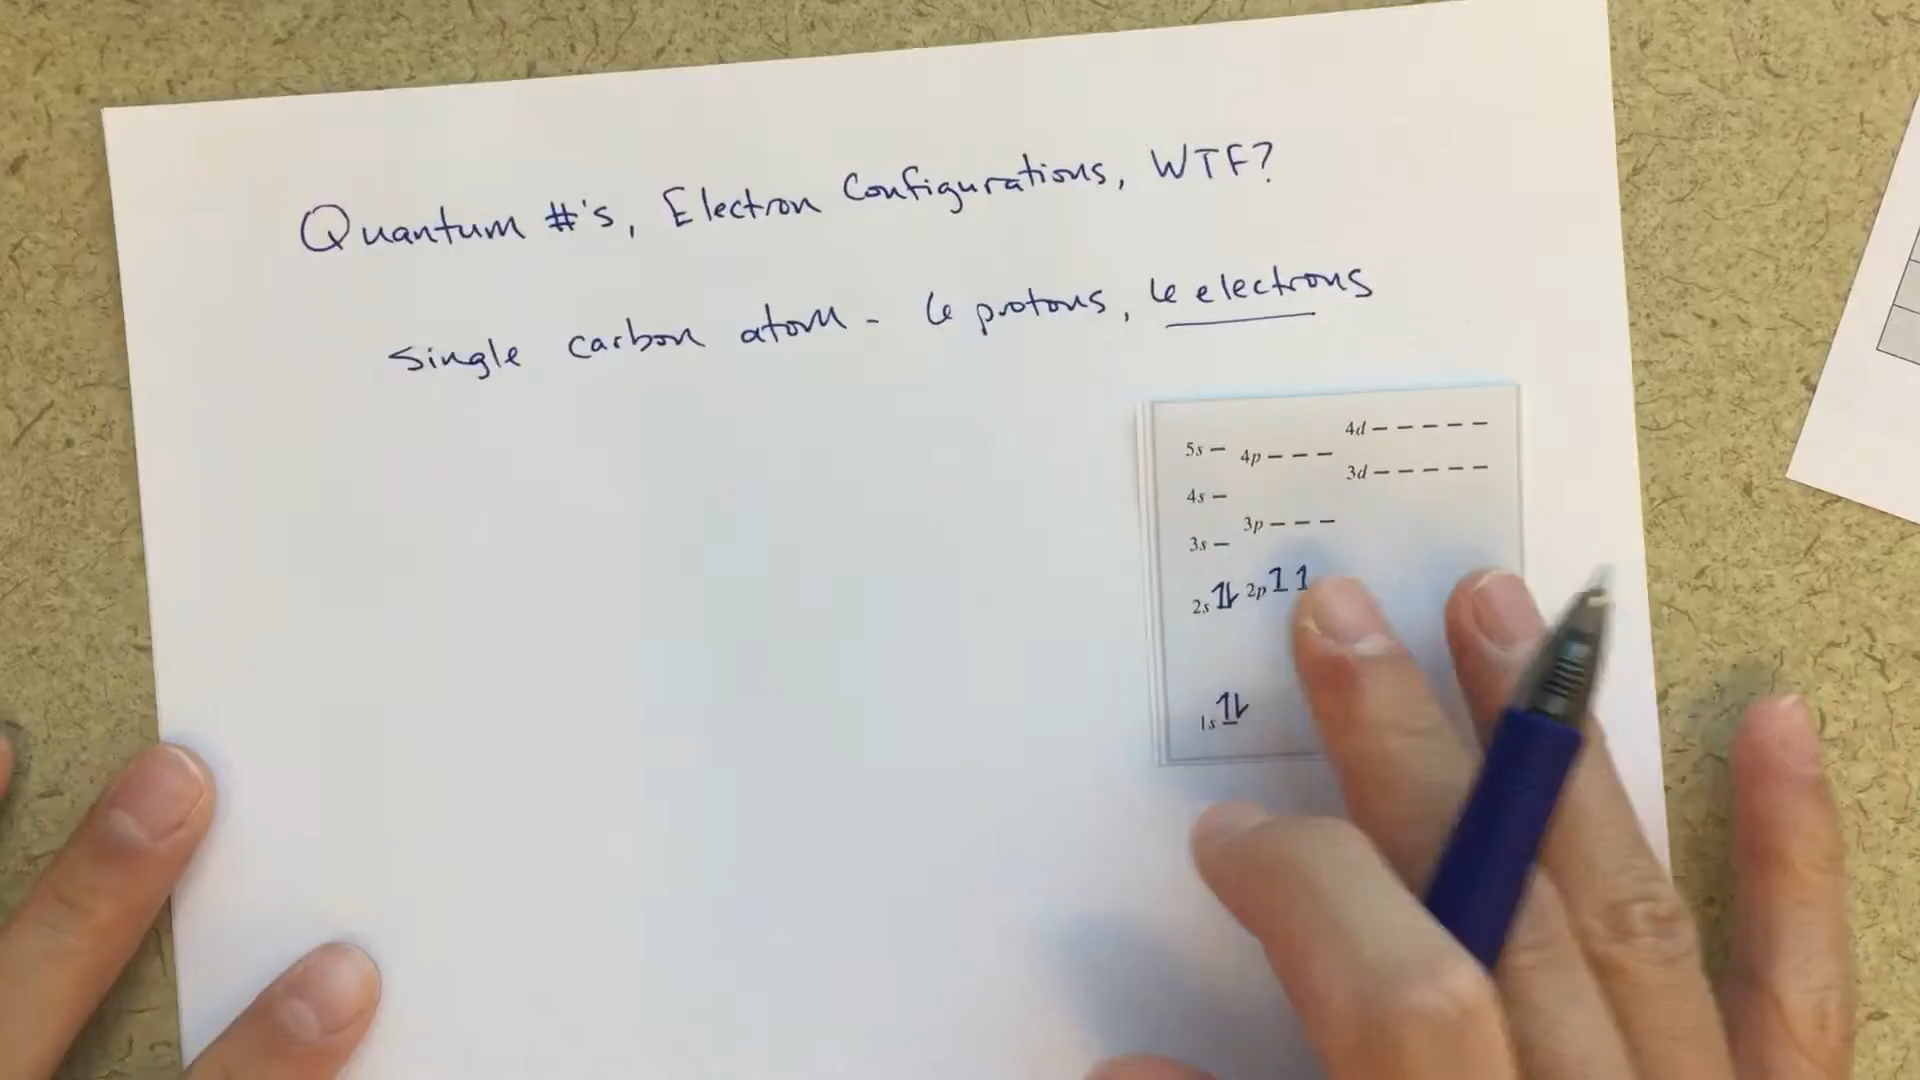 Quantum #'s, Electron Configurations, WTF?
Single carbon atom - 6 protons, 6 electrons
4d
5s 4p
3d
4s
3p
3s
2s 2p
1s